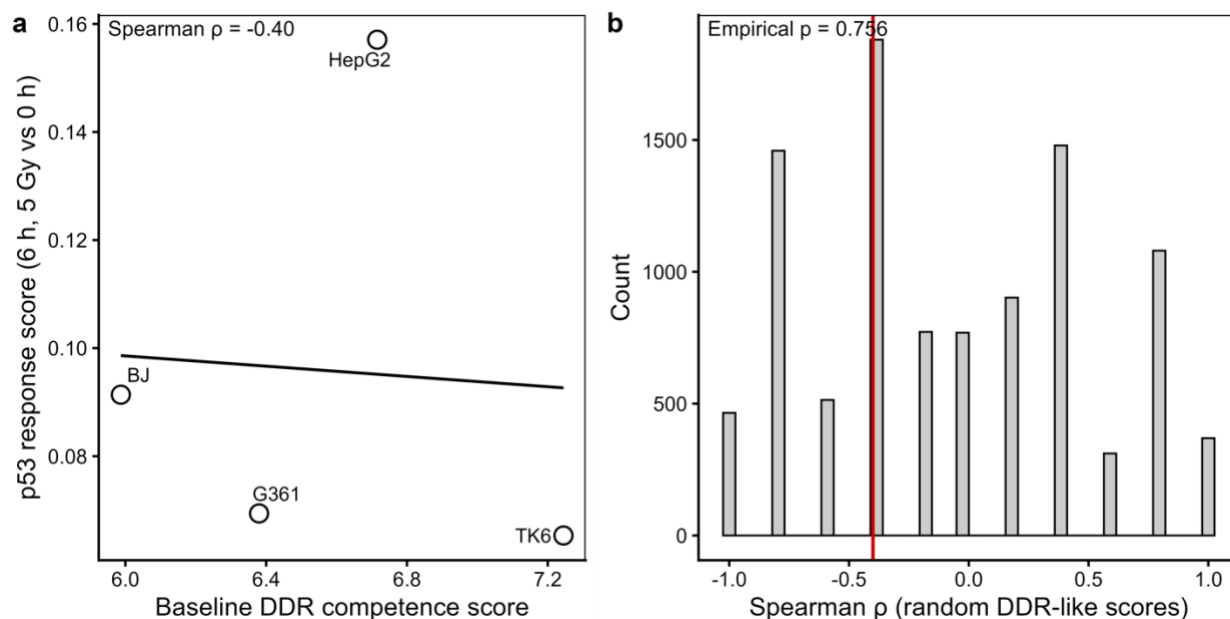 a
Spearman ρ = -0.40
0.16
0.14
0.12
0.10
0.08
p53 response score (6 h, 5 Gy vs 0 h)
HepG2
BJ
G361
TK6
6.0 6.4 6.8 7.2
Baseline DDR competence score
b
Empirical p = 0.756
1500
1000
500
0
Count
-1.0 -0.5 0.0 0.5 1.0
Spearman ρ (random DDR-like scores)